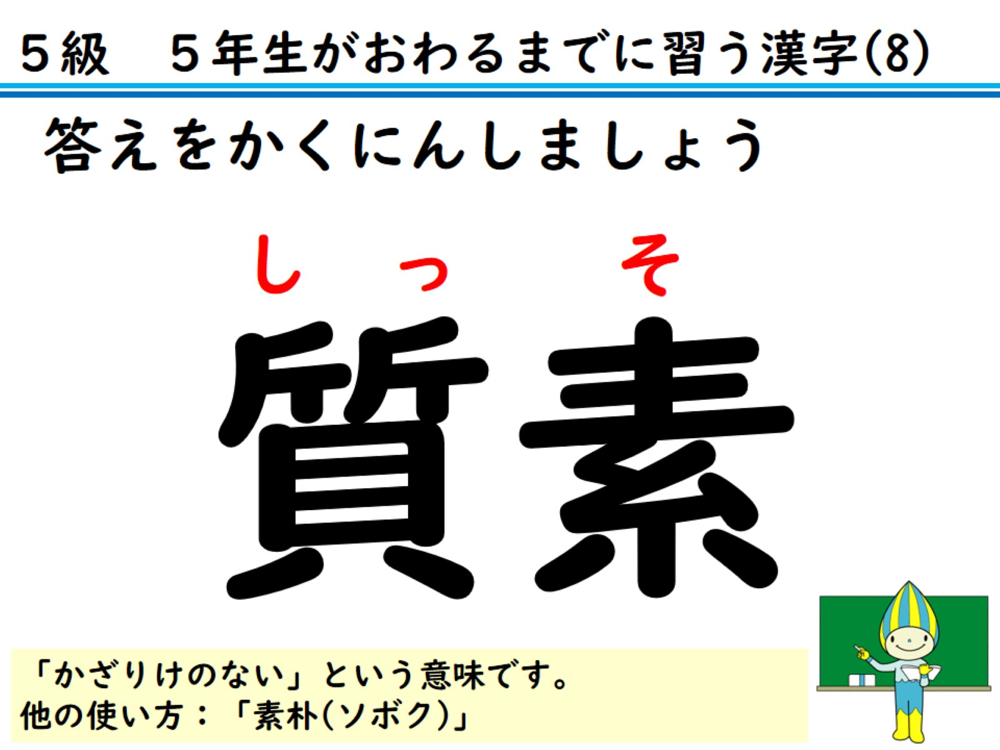 ５級　５年生がおわるまでに習う漢字(8)
答えをかくにんしましょう
しっそ
質素
「かざりけのない」という意味です。
他の使い方：「素朴(ソボク)」